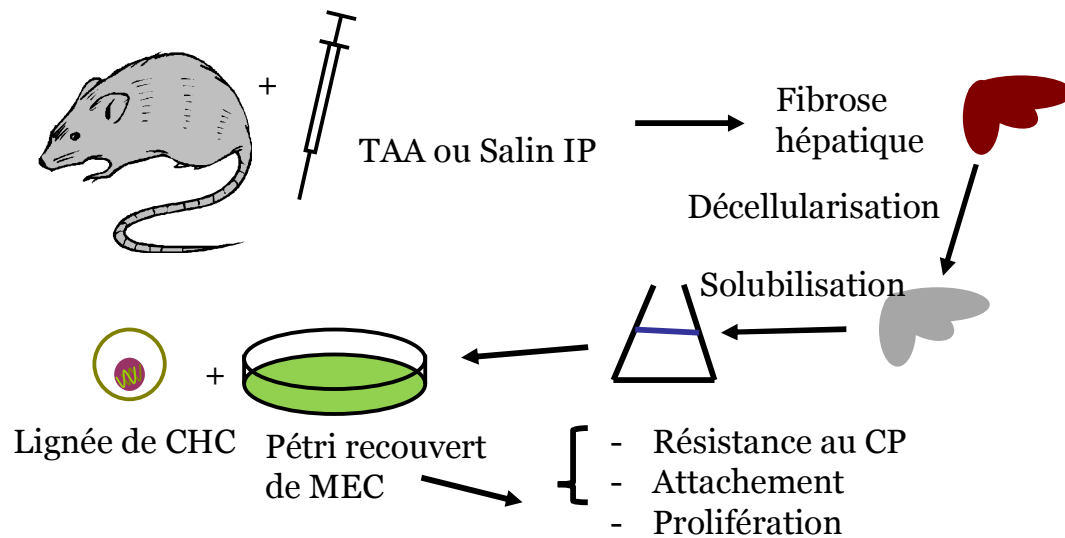 +
TAA ou Salin IP
Fibrose
hépatique
Décellularisation
Solubilisation
+
Lignée de CHC
Pétri recouvert
de MEC
- Résistance au CP
- Attachement
- Prolifération